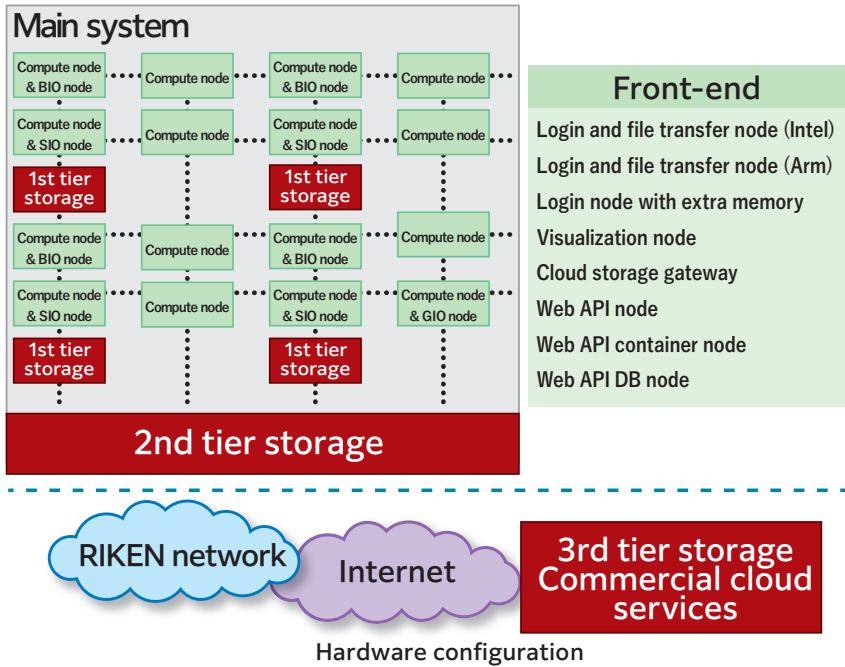 Main system
Compute node
& BIO node
Compute node
Compute node
& BIO node
Compute node
Compute node
& SIO node
Compute node
Compute node
& SIO node
Compute node
1st tier
storage
1st tier
storage
Compute node
& BIO node
Compute node
Compute node
& BIO node
Compute node
Compute node
& SIO node
Compute node
Compute node
& SIO node
Compute node
& GIO node
1st tier
storage
1st tier
storage
2nd tier storage
Front-end
Login and file transfer node (Intel)
Login and file transfer node (Arm)
Login node with extra memory
Visualization node
Cloud storage gateway
Web API node
Web API container node
Web API DB node
RIKEN network
Internet
3rd tier storage
Commercial cloud
services
Hardware configuration